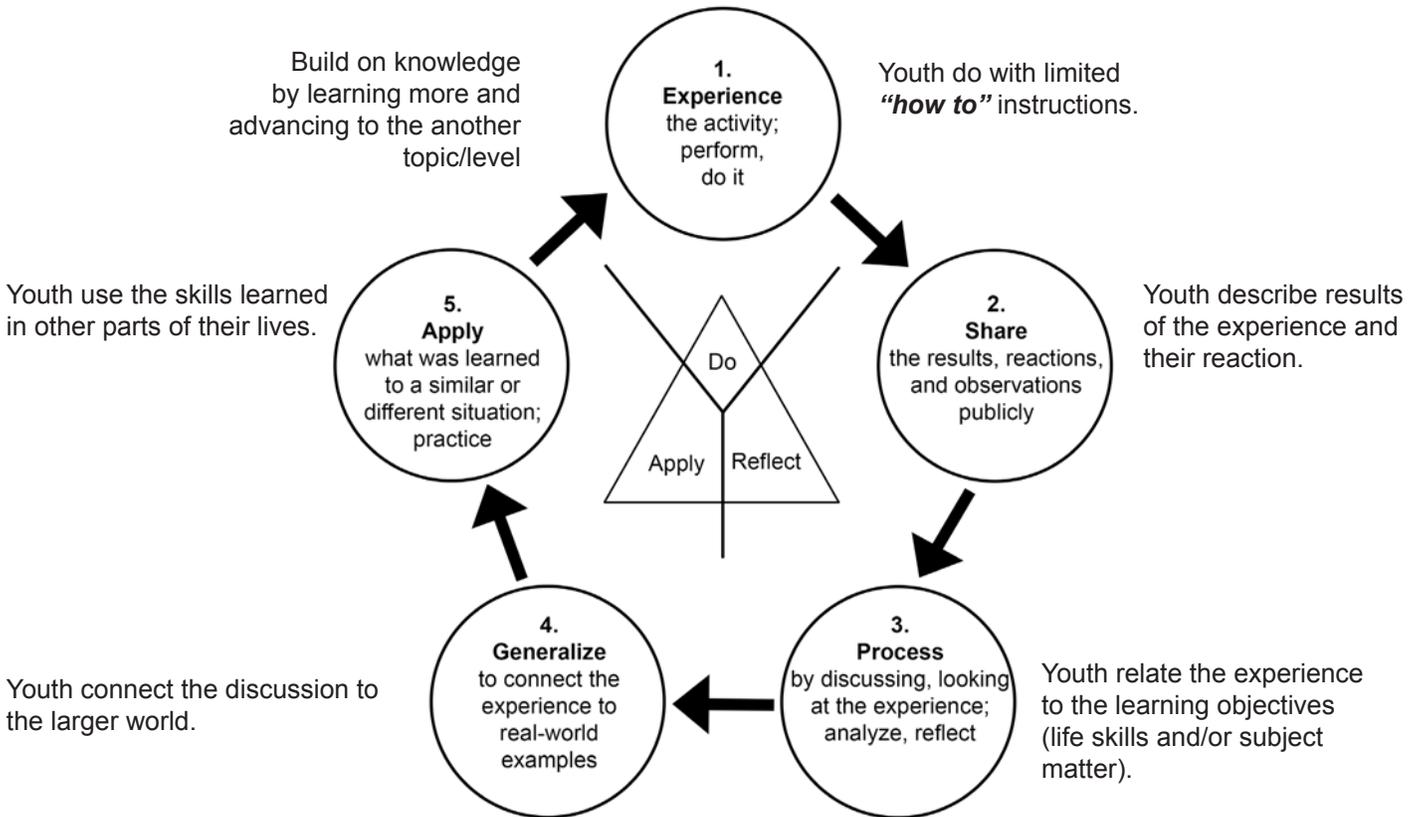 Build on knowledge
by learning more and
advancing to the another
topic/level
1.
Experience
the activity;
perform,
do it
Youth do with limited
“how to” instructions.
2.
Share
the results, reactions,
and observations
publicly
Youth describe results
of the experience and
their reaction.
3.
Process
by discussing, looking
at the experience;
analyze, reflect
Youth relate the experience
to the learning objectives
(life skills and/or subject
matter).
4.
Generalize
to connect the
experience to
real-world
examples
Youth connect the discussion to
the larger world.
5.
Apply
what was learned
to a similar or
different situation;
practice
Youth use the skills learned
in other parts of their lives.
Do
Apply
Reflect